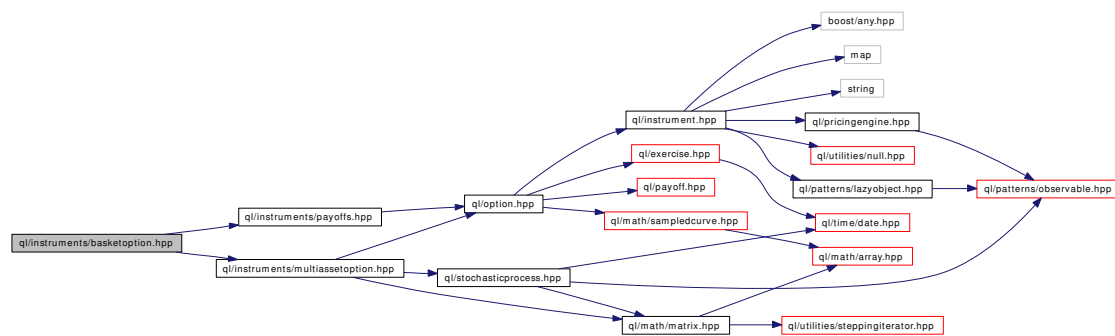 boost/any.hpp
map
string
ql/instrument.hpp
ql/pricingengine.hpp
ql/exercise.hpp
ql/utilities/null.hpp
ql/payoff.hpp
ql/patterns/lazyobject.hpp
ql/patterns/observable.hpp
ql/option.hpp
ql/instruments/payoffs.hpp
ql/math/sampledcurve.hpp
ql/time/date.hpp
ql/instruments/basketoption.hpp
ql/instruments/multiassetoption.hpp
ql/math/array.hpp
ql/stochasticprocess.hpp
ql/math/matrix.hpp
ql/utilities/steppingiterator.hpp